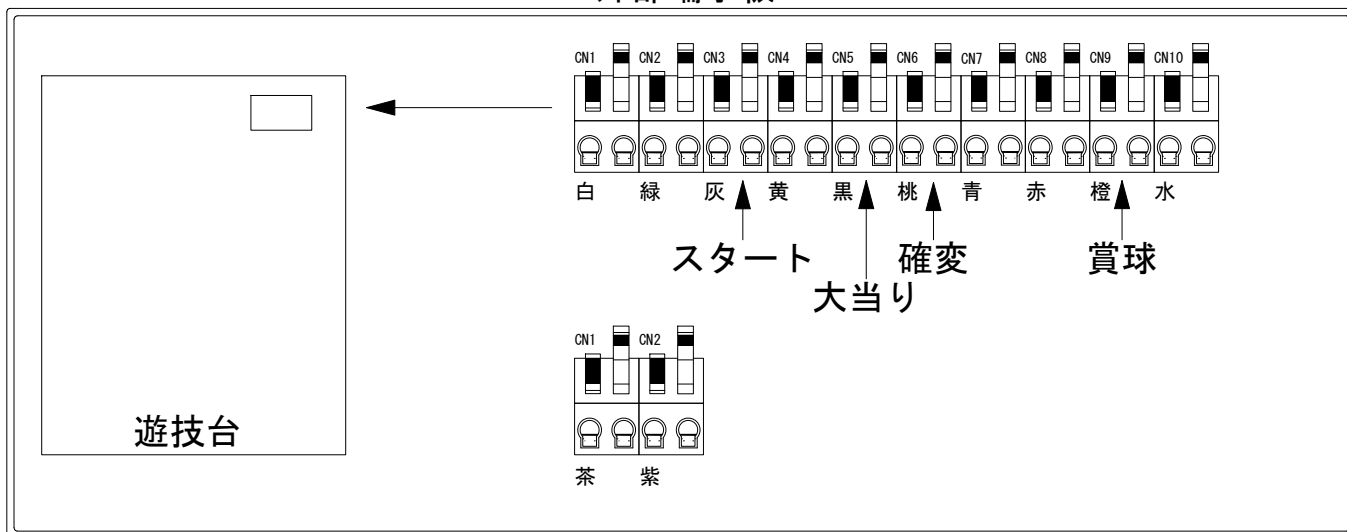 CN1 CN2 CN3 CN4 CN5 CN6 CN7 CN8 CN9 CN10
白 緑 灰 黄 黒 桃 青 赤 橙 水
スタート 確変 賞球
大当り
CN1 CN2
遊技台
茶 紫